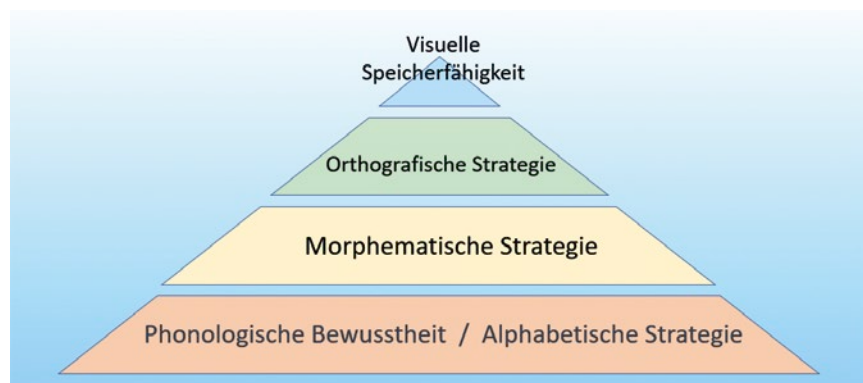 Visuelle
Speicherfähigkeit
Orthografische Strategie
Morphematische Strategie
Phonologische Bewusstheit / Alphabetische Strategie